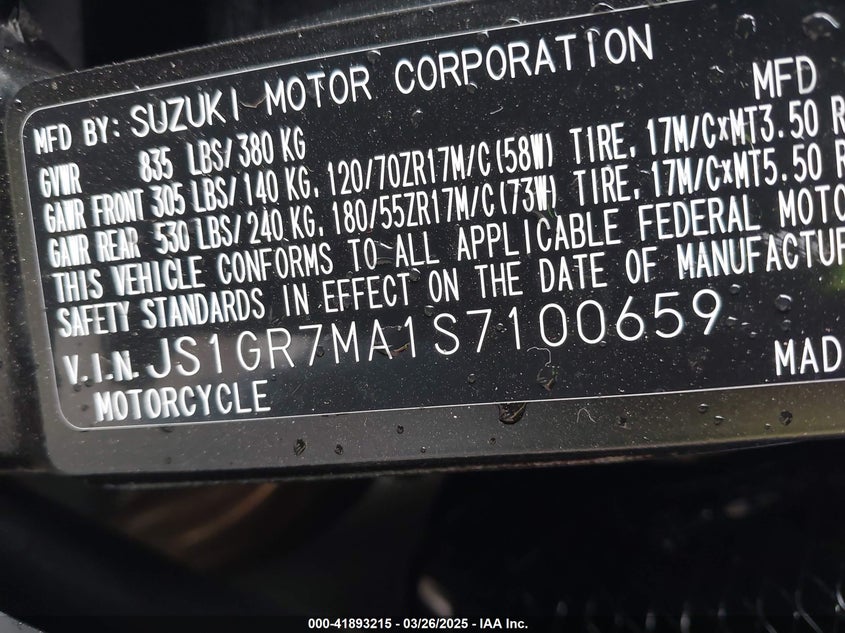 MFD BY: SUZUKI MOTOR CORPORATION MFD
GVWR 835 LBS/380 KG
GAWR FRONT 305 LBS/140 KG, 120/70ZR17M/C(58W) TIRE, 17M/CxMT3.50 R
GAWR REAR 530 LBS/240 KG, 180/55ZR17M/C(73W) TIRE, 17M/CxMT5.50 R
THIS VEHICLE CONFORMS TO ALL APPLICABLE FEDERAL MOTO
SAFETY STANDARDS IN EFFECT ON THE DATE OF MANUFACTUR
V.I.N. JS1GR7MA1S7100659
MOTORCYCLE MAD
000-41893215 - 03/26/2025 - IAA Inc.